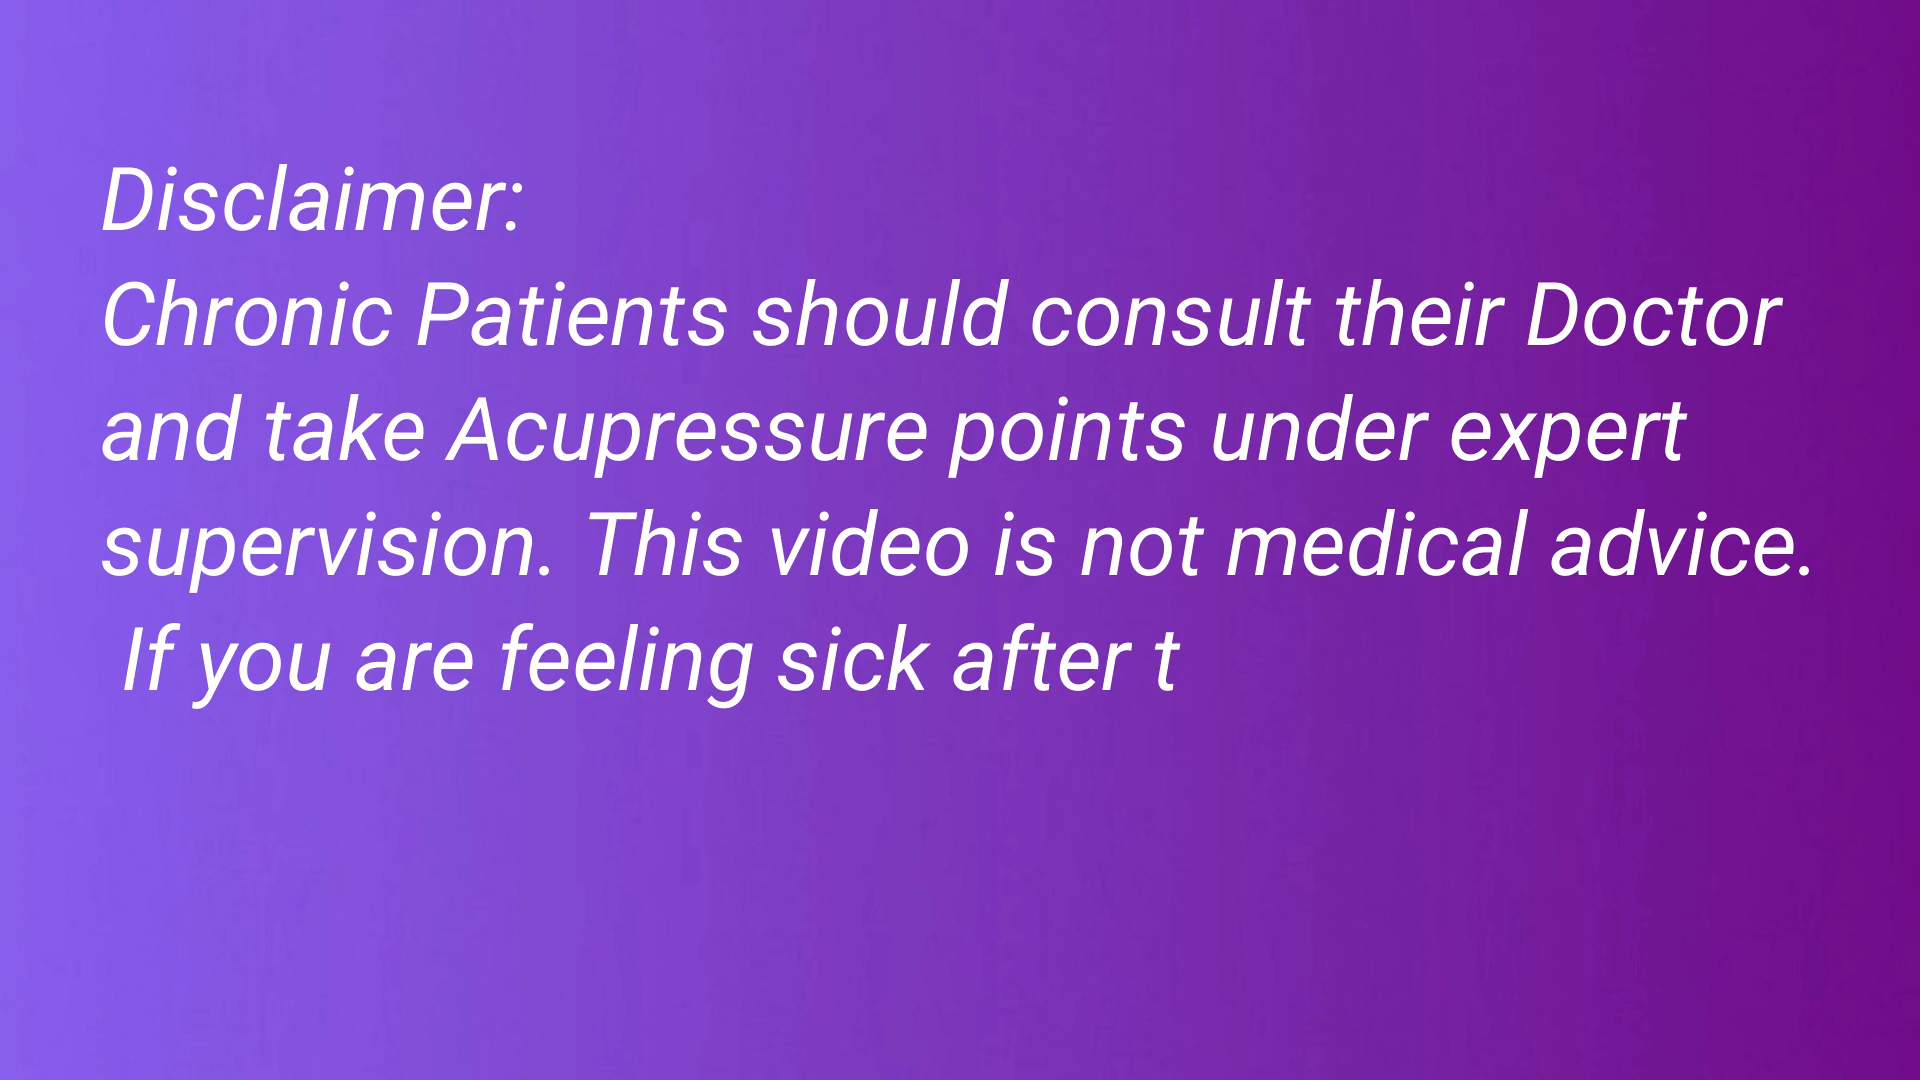 Disclaimer:
Chronic Patients should consult their Doctor
and take Acupressure points under expert
supervision. This video is not medical advice.
If you are feeling sick after t